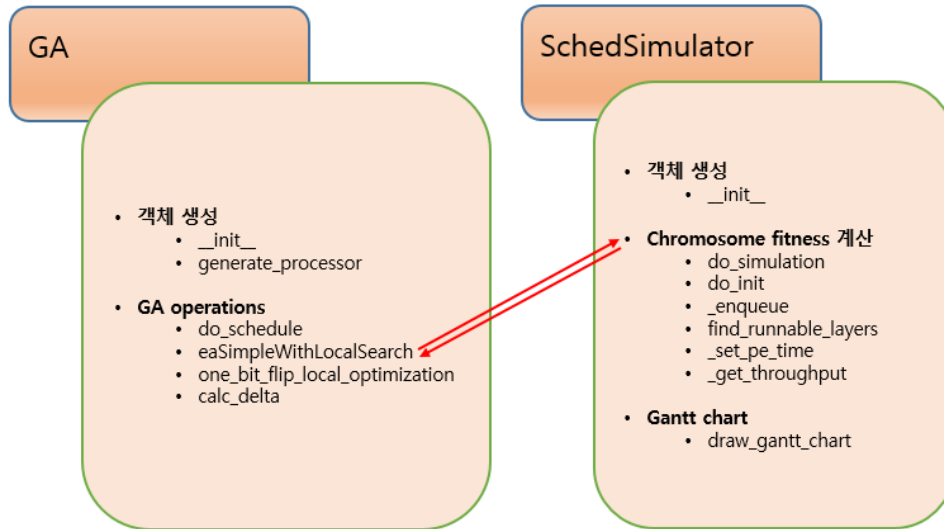 GA
• 객체 생성
• __init__
• generate_processor
• GA operations
• do_schedule
• eaSimpleWithLocalSearch
• one_bit_flip_local_optimization
• calc_delta
SchedSimulator
• 객체 생성
• __init__
• Chromosome fitness 계산
• do_simulation
• do_init
• _enqueue
• find_runnable_layers
• _set_pe_time
• _get_throughput
• Gantt chart
• draw_gantt_chart